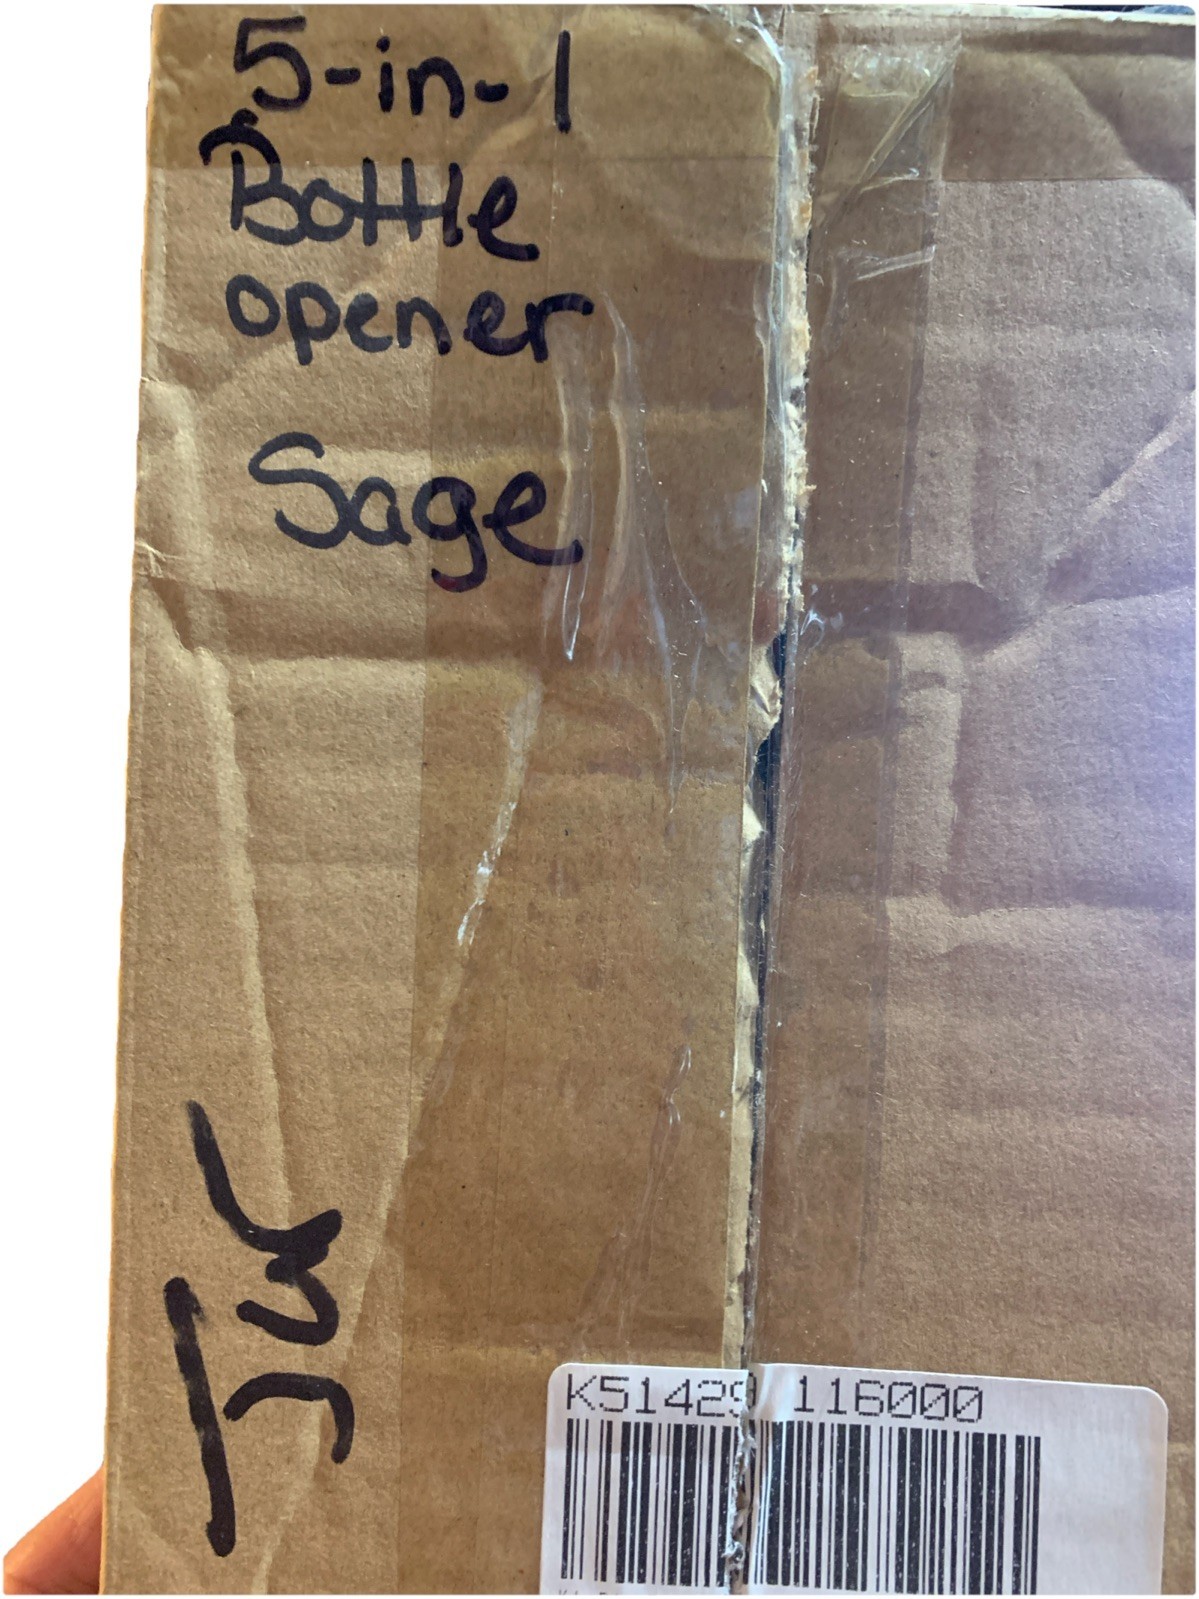 5-in-1
Bottle
opener
Sage
K51429 116000